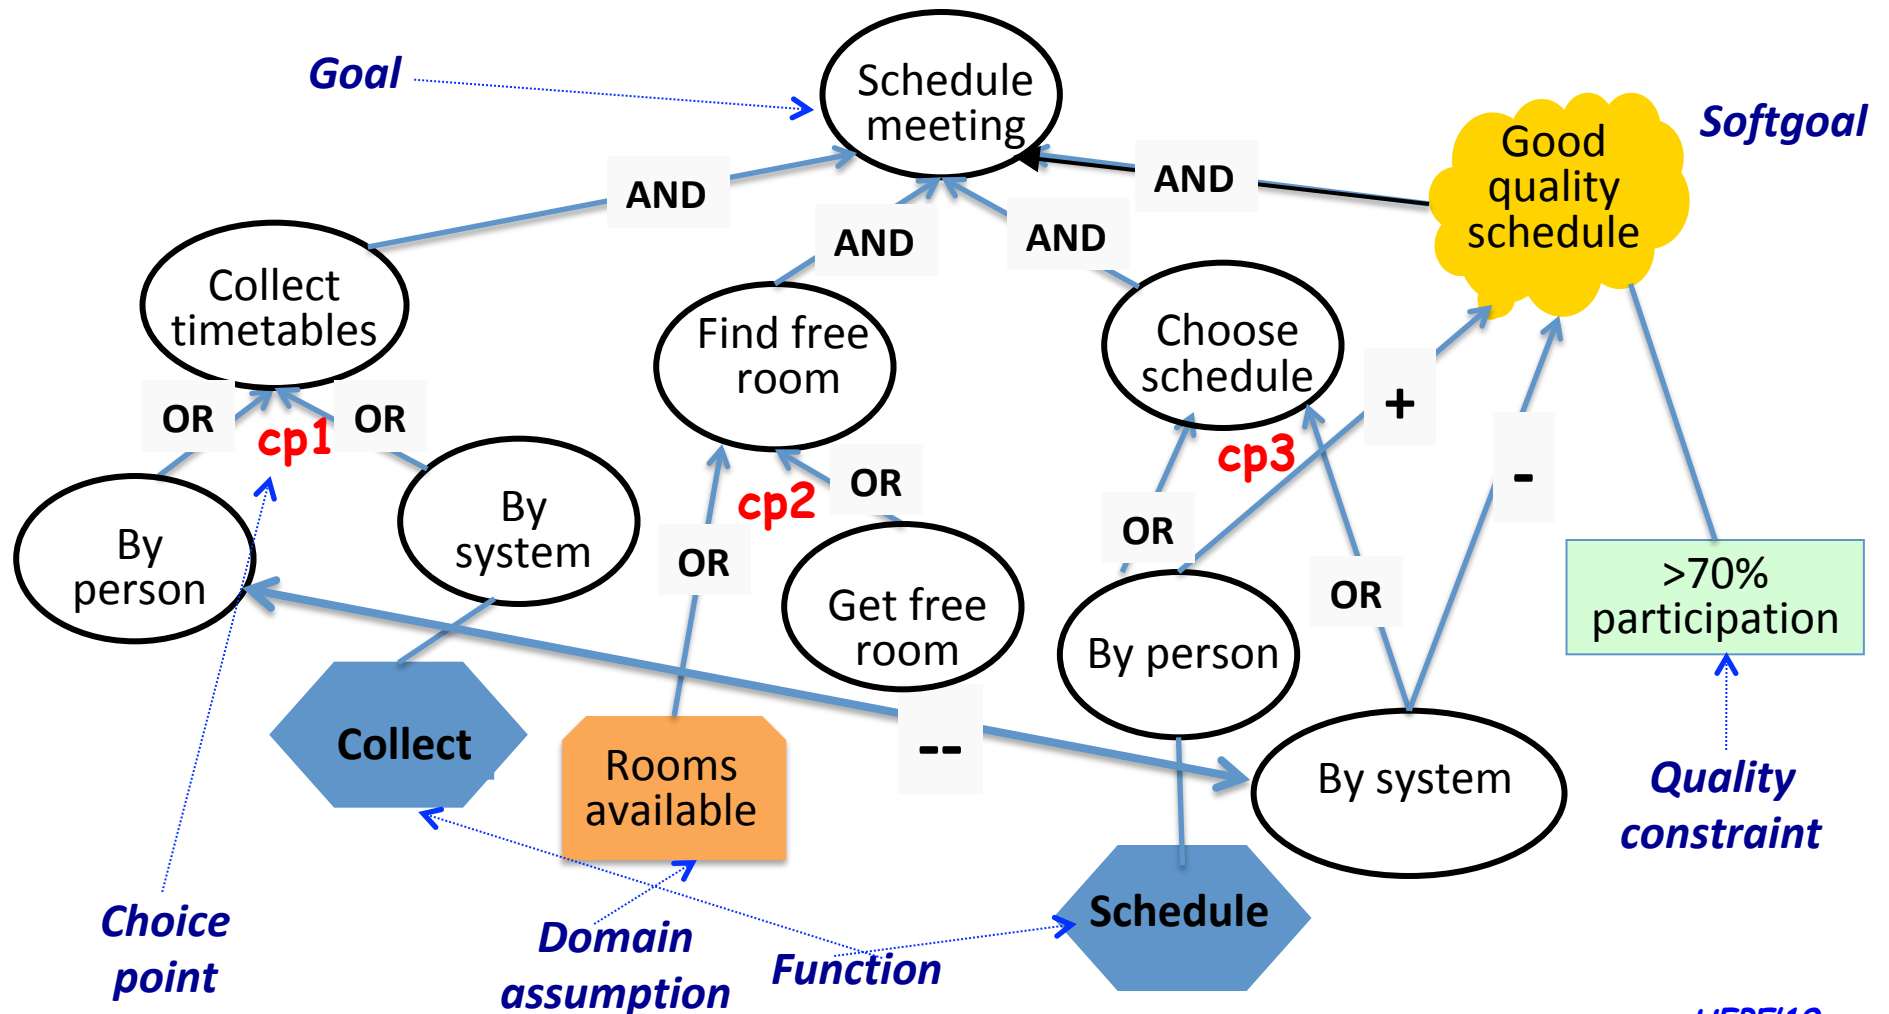 Goal
Schedule
meeting
Good
quality
schedule
Softgoal
AND
AND
AND
AND
Collect
timetables
Find free
room
Choose
schedule
OR
OR
cp1
cp2
cp3
+
-
By
person
By
system
OR
OR
Get free
room
OR
OR
By person
>70%
participation
Collect
Rooms
available
--
By system
Quality
constraint
Schedule
Choice
point
Domain
assumption
Function